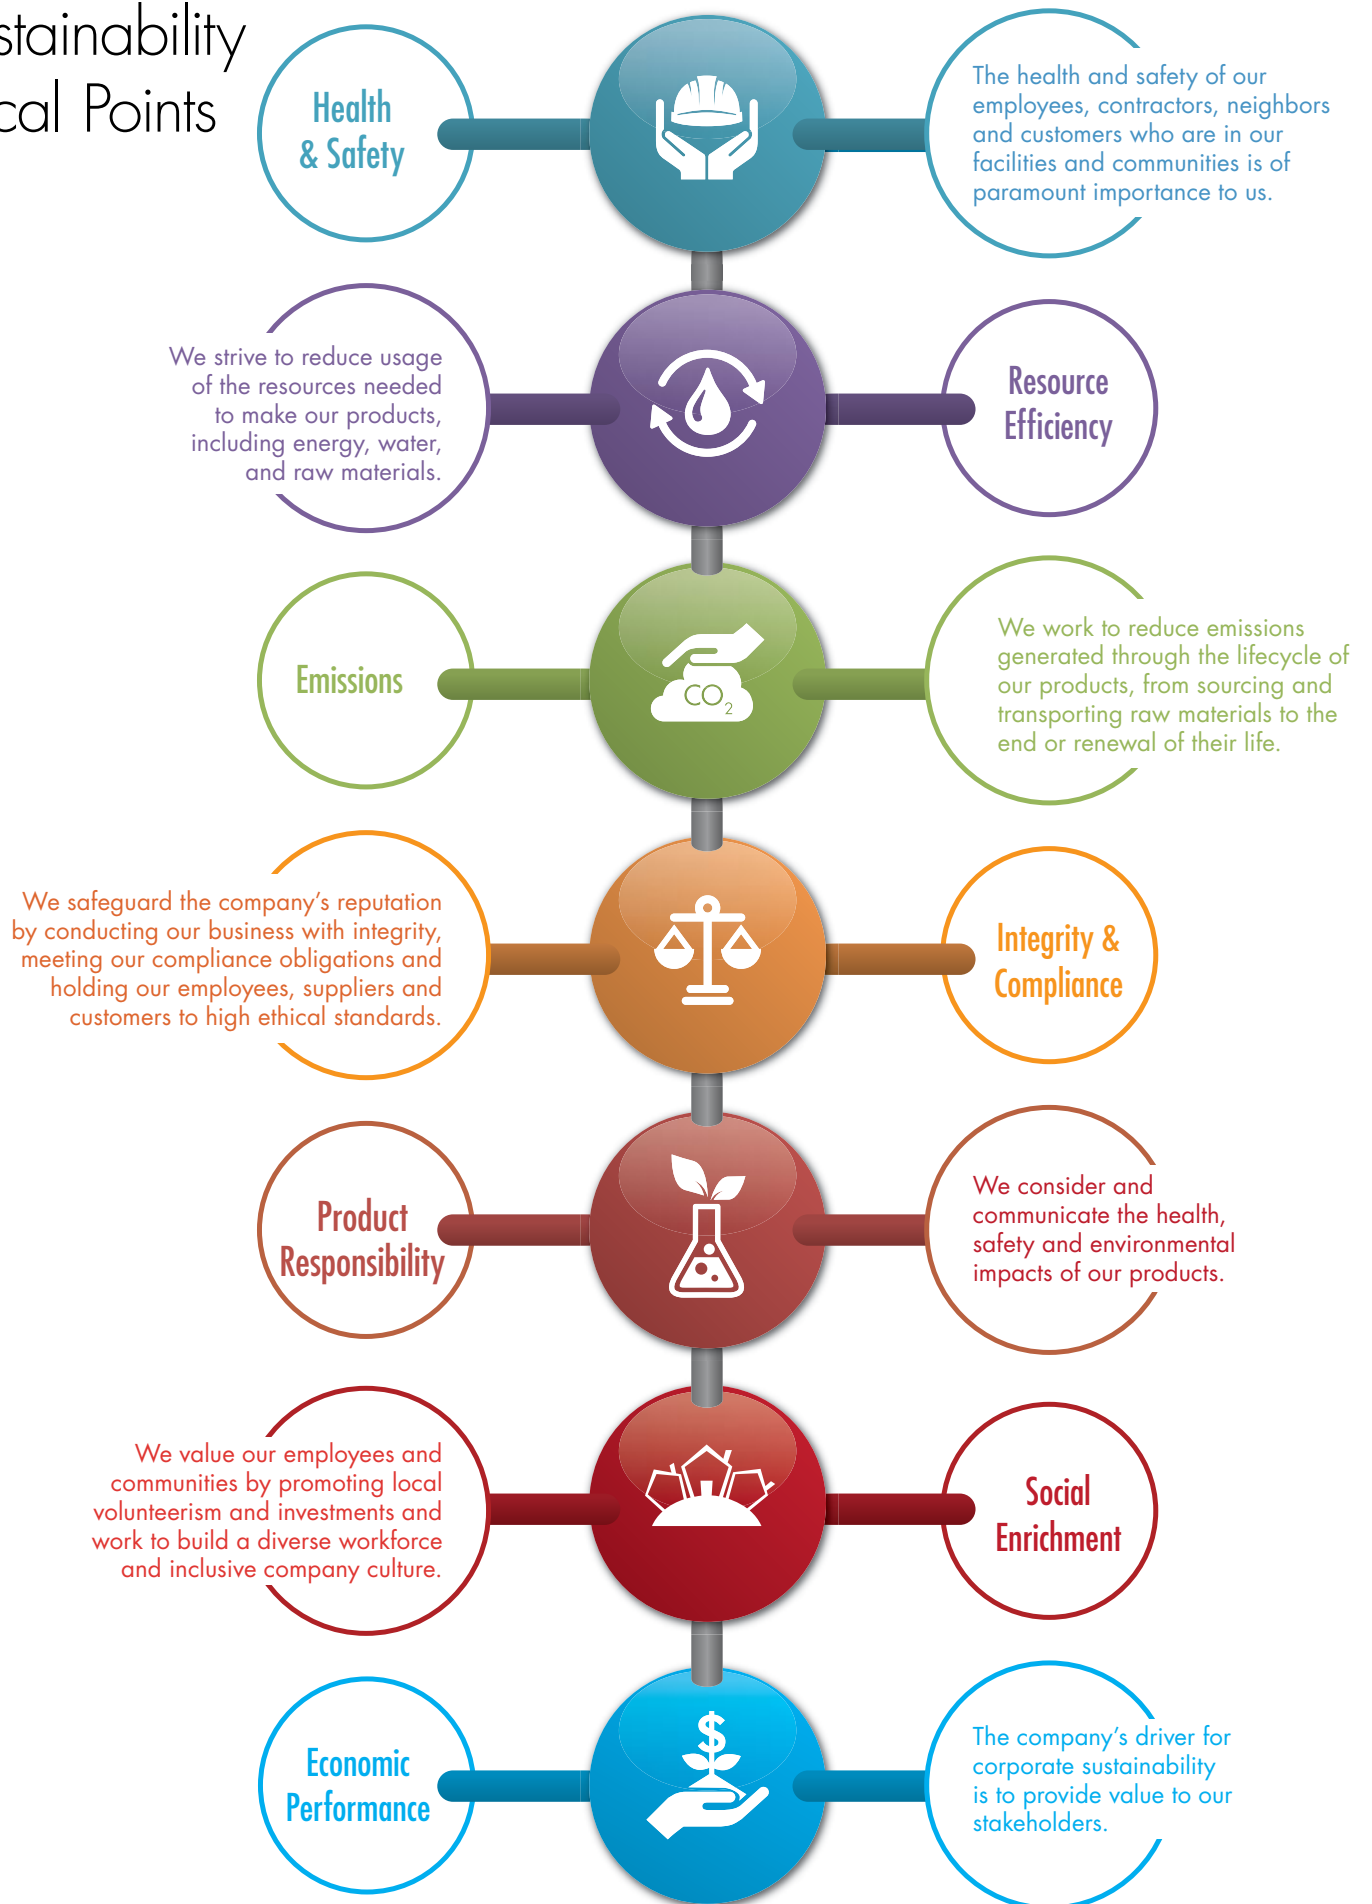 stainability
cal Points
Health
& Safety
The health and safety of our
employees, contractors, neighbors
and customers who are in our
facilities and communities is of
paramount importance to us.
We strive to reduce usage
of the resources needed
to make our products,
including energy, water,
and raw materials.
Resource
Efficiency
Emissions
CO2
We work to reduce emissions
generated through the lifecycle of
our products, from sourcing and
transporting raw materials to the
end or renewal of their life.
We safeguard the company’s reputation
by conducting our business with integrity,
meeting our compliance obligations and
holding our employees, suppliers and
customers to high ethical standards.
Integrity &
Compliance
Product
Responsibility
We consider and
communicate the health,
safety and environmental
impacts of our products.
We value our employees and
communities by promoting local
volunteerism and investments and
work to build a diverse workforce
and inclusive company culture.
Social
Enrichment
Economic
Performance
$
The company’s driver for
corporate sustainability
is to provide value to our
stakeholders.